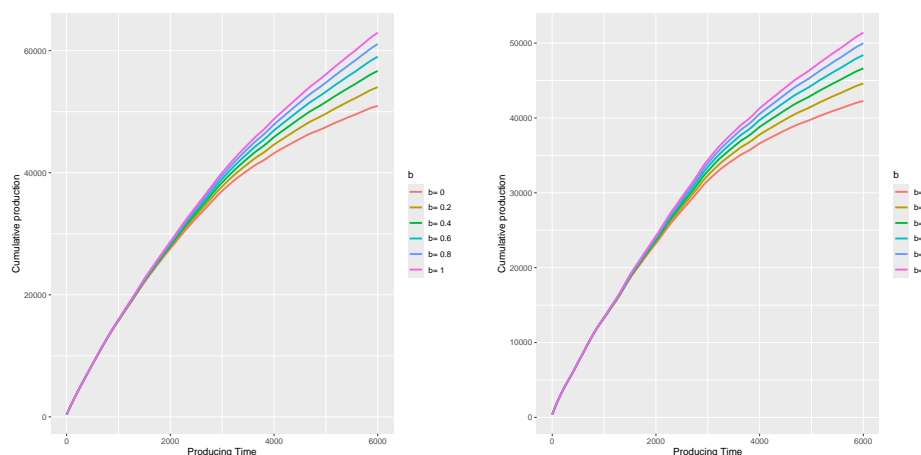 60000
40000
20000
0
0
2000
4000
6000
Cumulative production
Producing Time
b
b= 0
b= 0.2
b= 0.4
b= 0.6
b= 0.8
b= 1
50000
40000
30000
20000
10000
0
0
2000
4000
6000
Cumulative production
Producing Time
b
b=
b=
b=
b=
b=
b=